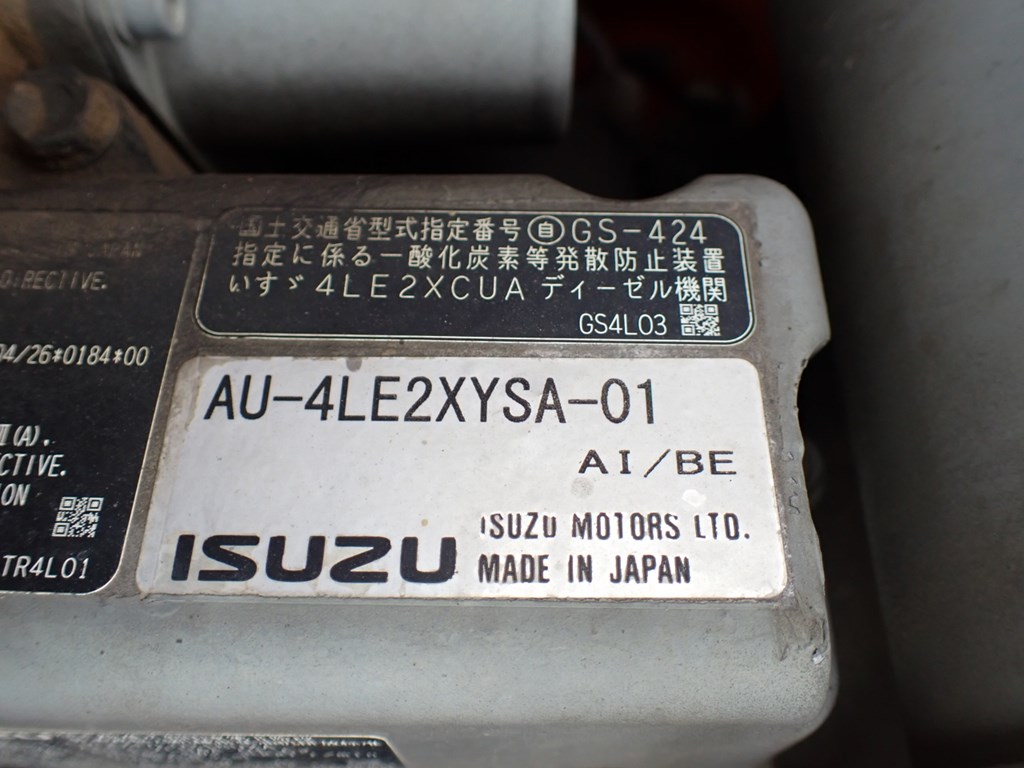 JAPAN
DIRECTIVE.
04/26*0184*00
Ⅱ(A).
CTIVE.
ON
TR4L01
国土交通省型式指定番号 自 GS-424
指定に係る一酸化炭素等発散防止装置
いすゞ 4LE2XCUA ディーゼル機関
GS4L03
AU-4LE2XYSA-01
AI/BE
ISUZU
ISUZU MOTORS LTD.
MADE IN JAPAN